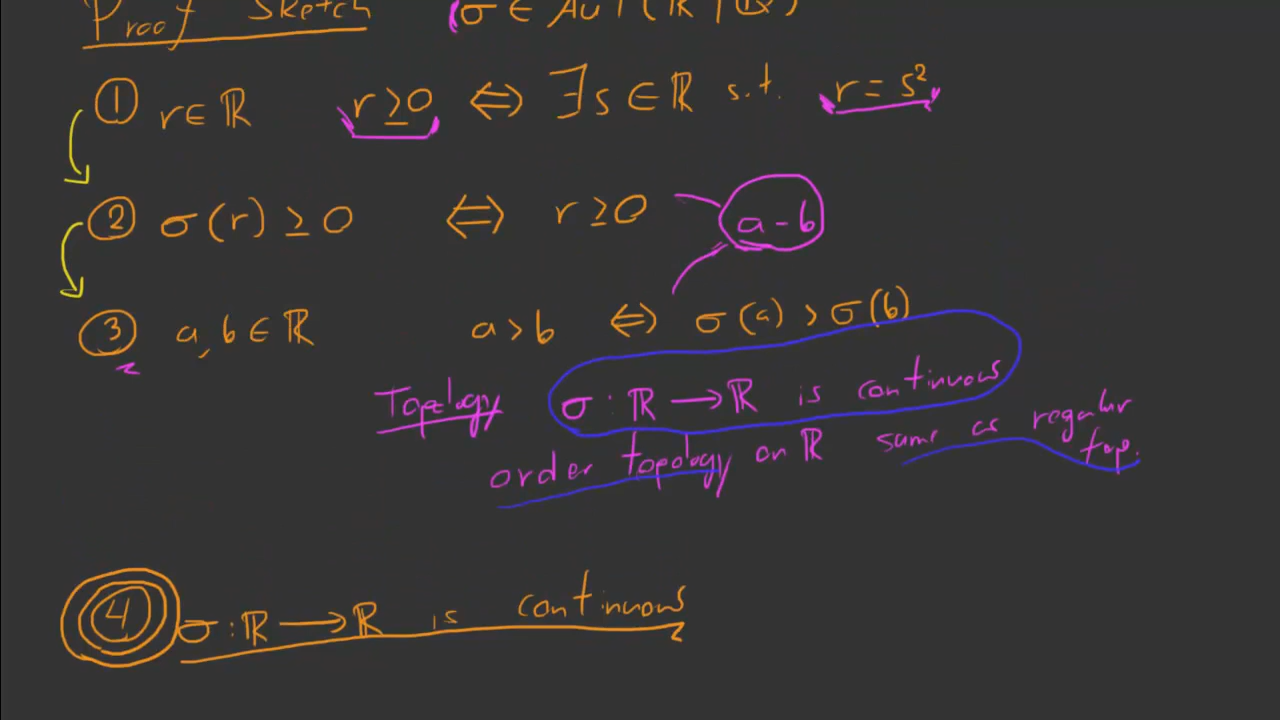 Proof Sketch (σ ∈ Aut(ℝ/ℚ)
① r ∈ ℝ r ≥ 0 ⇔ ∃ s ∈ ℝ s.t. r = s²
② σ(r) ≥ 0 ⇔ r ≥ 0 a - b
③ a, b ∈ ℝ a > b ⇔ σ(a) > σ(b)
Topology σ : ℝ ⟶ ℝ is continuous
order topology on ℝ same as regular top.
④ σ : ℝ ⟶ ℝ is continuous